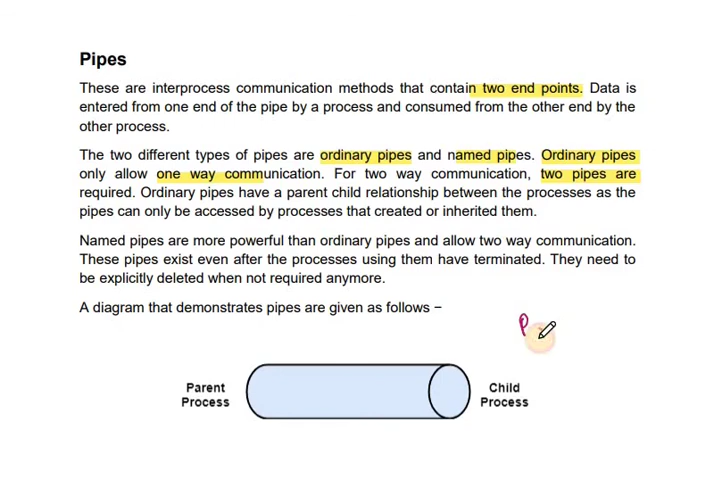 Pipes
These are interprocess communication methods that contain two end points. Data is
entered from one end of the pipe by a process and consumed from the other end by the
other process.
The two different types of pipes are ordinary pipes and named pipes. Ordinary pipes
only allow one way communication. For two way communication, two pipes are
required. Ordinary pipes have a parent child relationship between the processes as the
pipes can only be accessed by processes that created or inherited them.
Named pipes are more powerful than ordinary pipes and allow two way communication.
These pipes exist even after the processes using them have terminated. They need to
be explicitly deleted when not required anymore.
A diagram that demonstrates pipes are given as follows −
P
Parent
Process
Child
Process